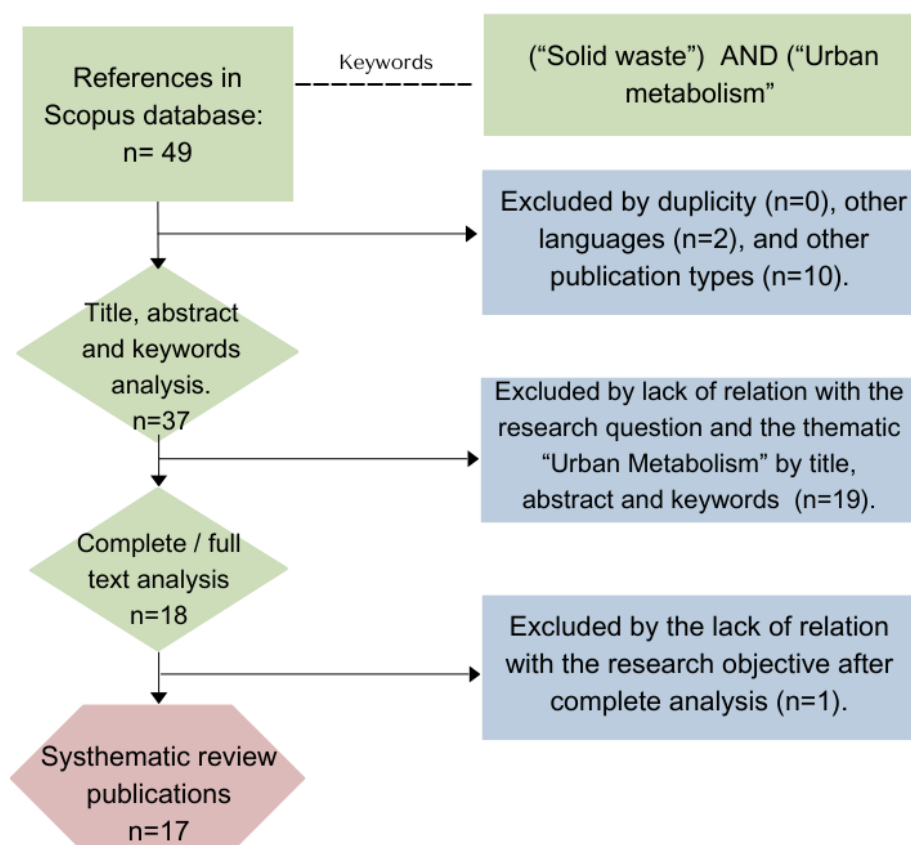 References in
Scopus database:
n= 49
Keywords
(“Solid waste”) AND (“Urban
metabolism”
Excluded by duplicity (n=0), other
languages (n=2), and other
publication types (n=10).
Title, abstract
and keywords
analysis.
n=37
Excluded by lack of relation with the
research question and the thematic
“Urban Metabolism” by title,
abstract and keywords (n=19).
Complete / full
text analysis
n=18
Excluded by the lack of relation
with the research objective after
complete analysis (n=1).
Systhematic review
publications
n=17